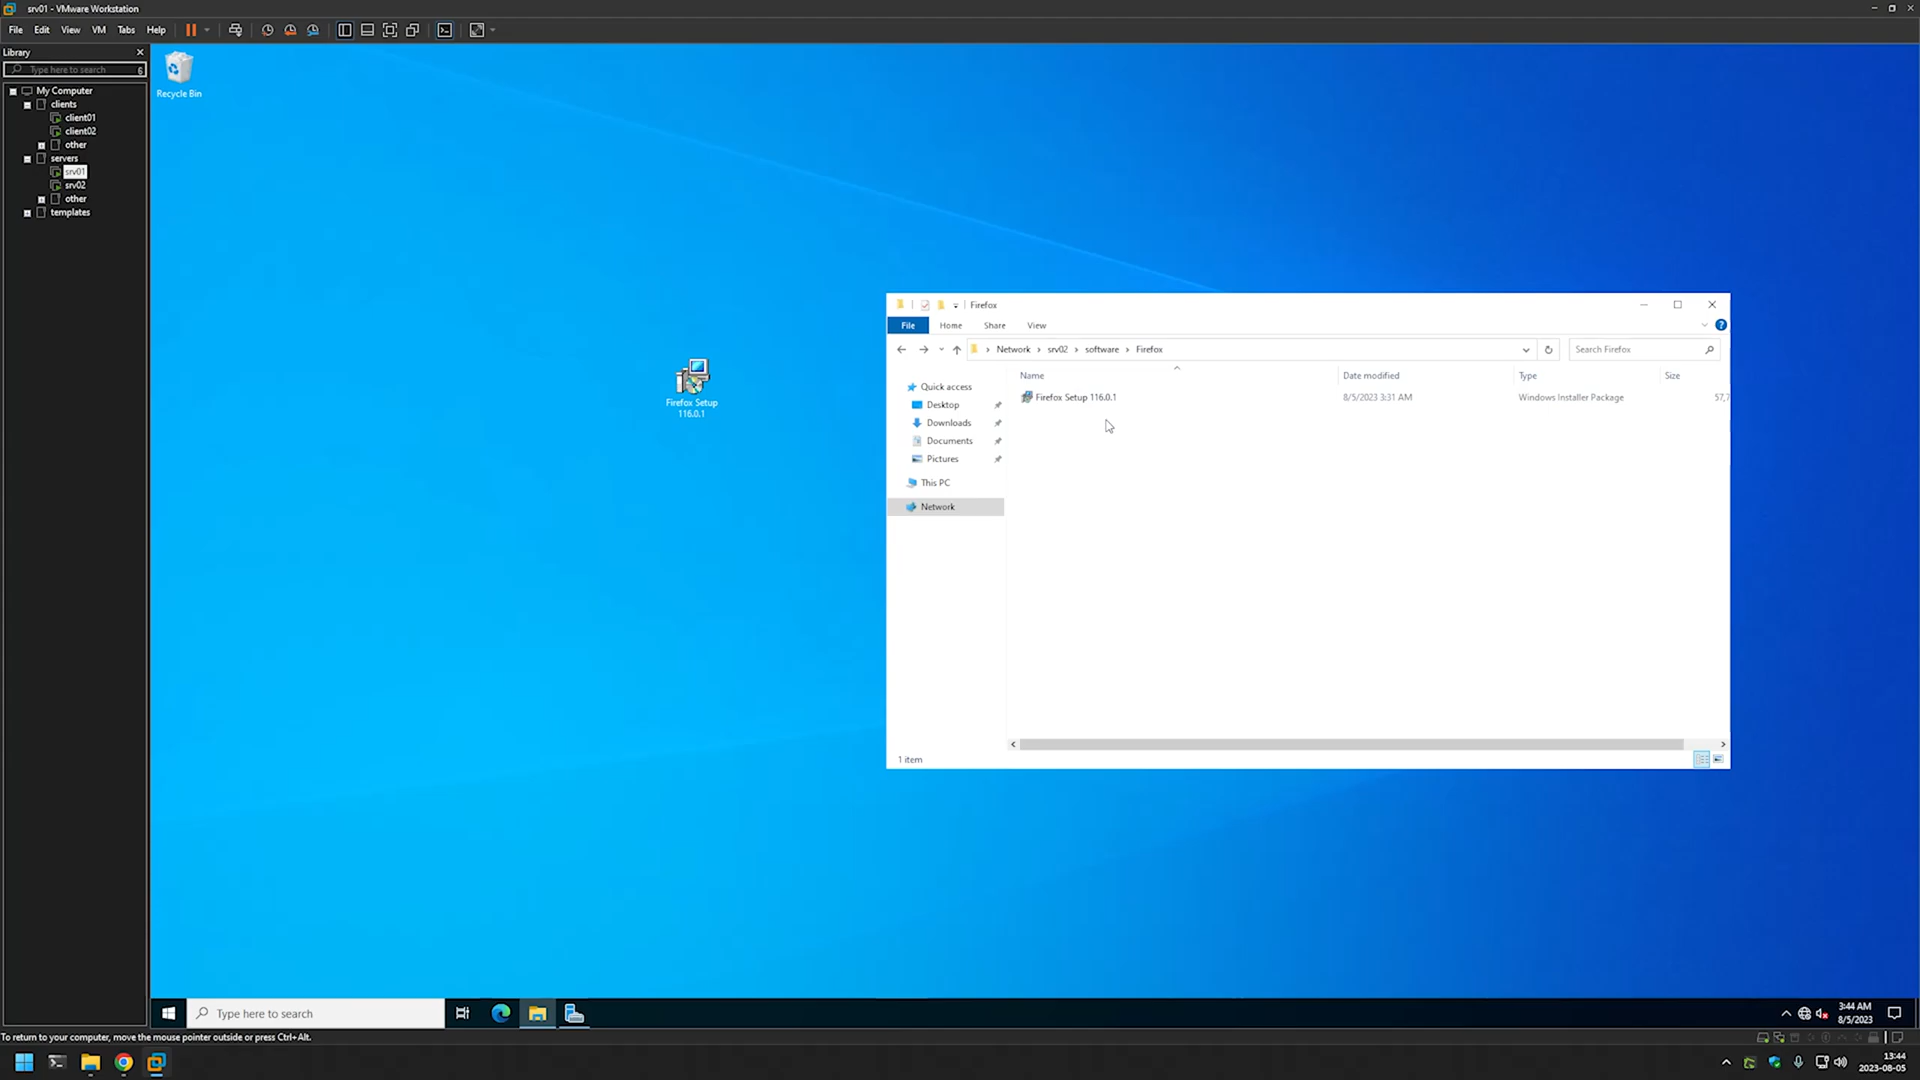 srv01 - VMware Workstation
File Edit View VM Tabs Help
Library
Type here to search
My Computer
clients
client01
client02
other
servers
srv01
srv02
other
templates
Recycle Bin
Firefox Setup
116.0.1
Firefox
File Home Share View
Network srv02 software Firefox
Search Firefox
Name Date modified Type Size
Firefox Setup 116.0.1 8/5/2023 3:31 AM Windows Installer Package 57,7
Quick access
Desktop
Downloads
Documents
Pictures
This PC
Network
1 item
Type here to search
3:44 AM
8/5/2023
To return to your computer, move the mouse pointer outside or press Ctrl+Alt.
13:44
2023-08-05